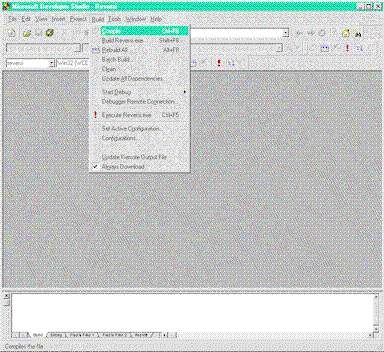 Microsoft Developer Studio - Reversi
File Edit View Insert Project Build Tools Window Help
Compile Ctrl+F8
Build Reversi.exe Shift+F8
Rebuild All Alt+F8
reversi Win32 (WCE
Batch Build...
Clean
Update All Dependencies...
Start Debug
Debugger Remote Connection...
Execute Reversi.exe Ctrl+F5
Set Active Configuration...
Configurations...
Update Remote Output File
Always Download
Build Debug Find in Files 1 Find in Files 2 Results
Compiles the file